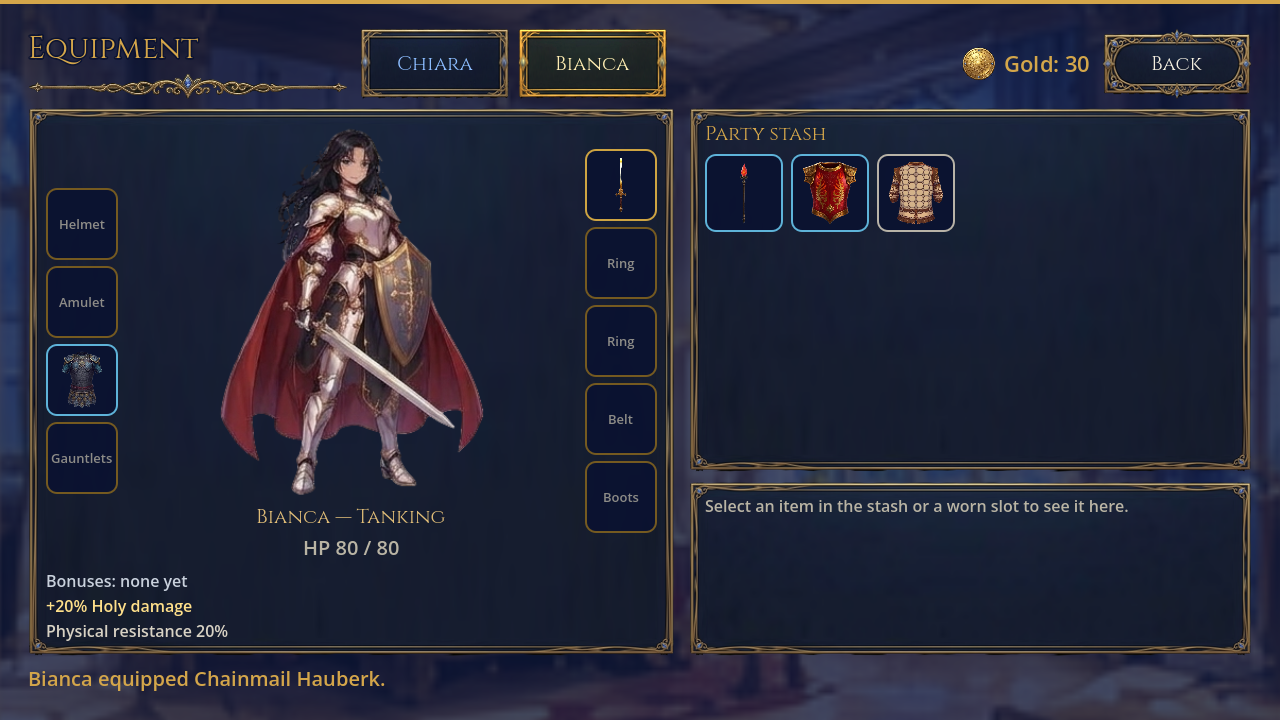 Equipment
Chiara
Bianca
Gold: 30
Back
Helmet
Amulet
Gauntlets
Ring
Ring
Belt
Boots
Bianca — Tanking
HP 80 / 80
Bonuses: none yet
+20% Holy damage
Physical resistance 20%
Party stash
Select an item in the stash or a worn slot to see it here.
Bianca equipped Chainmail Hauberk.